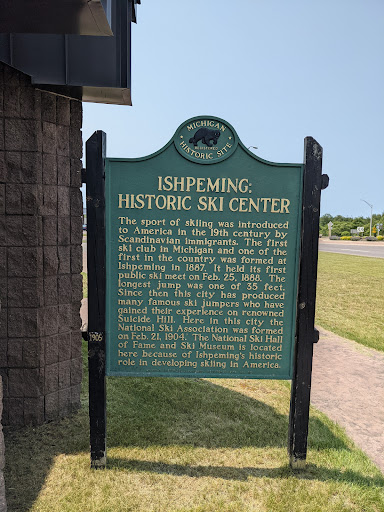 MICHIGAN
REGISTERED
HISTORIC SITE
ISHPEMING:
HISTORIC SKI CENTER
The sport of skiing was introduced
to America in the 19th century by
Scandinavian immigrants. The first
ski club in Michigan and one of the
first in the country was formed at
Ishpeming in 1887. It held its first
public ski meet on Feb. 25, 1888. The
longest jump was one of 35 feet.
Since then this city has produced
many famous ski jumpers who have
gained their experience on renowned
Suicide Hill. Here in this city the
National Ski Association was formed
on Feb. 21, 1904. The National Ski Hall
of Fame and Ski Museum is located
here because of Ishpeming's historic
role in developing skiing in America.